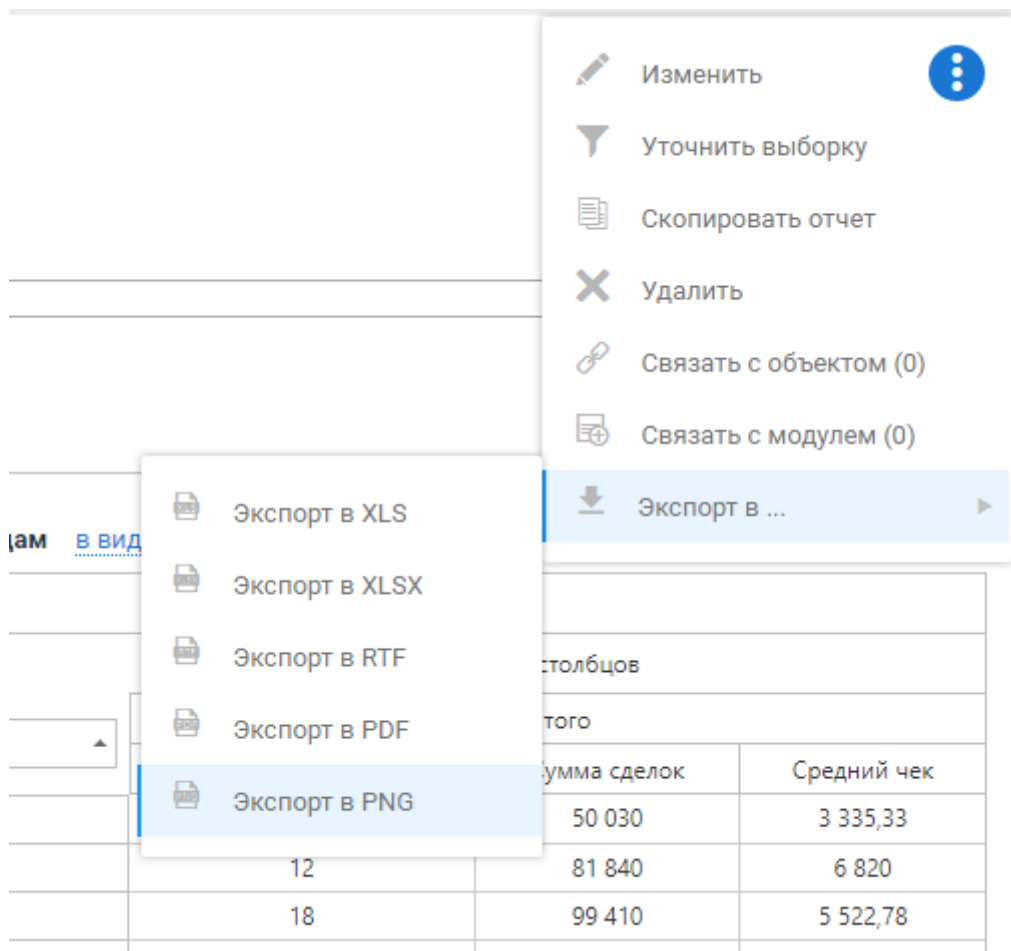 Изменить
Уточнить выборку
Скопировать отчет
Удалить
Связать с объектом (0)
Связать с модулем (0)
Экспорт в ...
Экспорт в XLS
Экспорт в XLSX
Экспорт в RTF
Экспорт в PDF
Экспорт в PNG
в вид
столбцов
того
умма сделок Средний чек
50 030 3 335,33
12 81 840 6 820
18 99 410 5 522,78